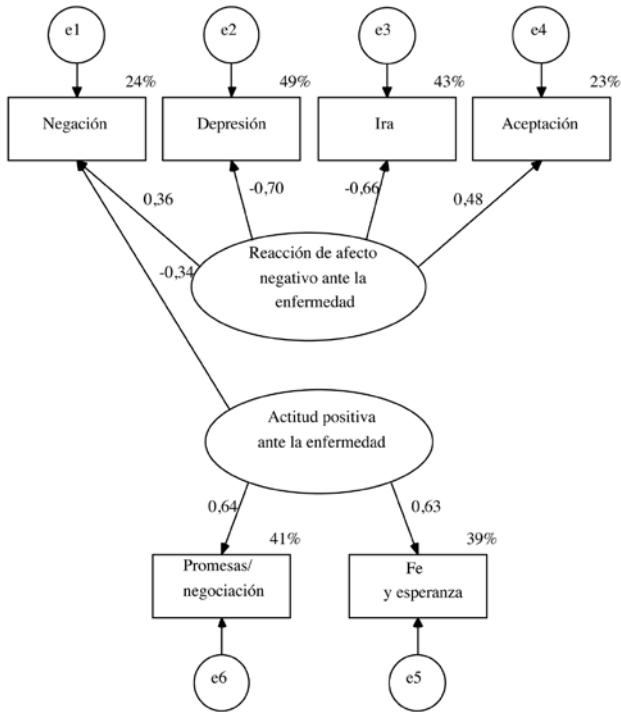 e1
e2
e3
e4
24%
49%
43%
23%
Negación
Depresión
Ira
Aceptación
0,36
-0,70
-0,66
0,48
Reacción de afecto
negativo ante la
enfermedad
-0,34
Actitud positiva
ante la enfermedad
0,64
0,63
41%
39%
Promesas/
negociación
Fe
y esperanza
e6
e5